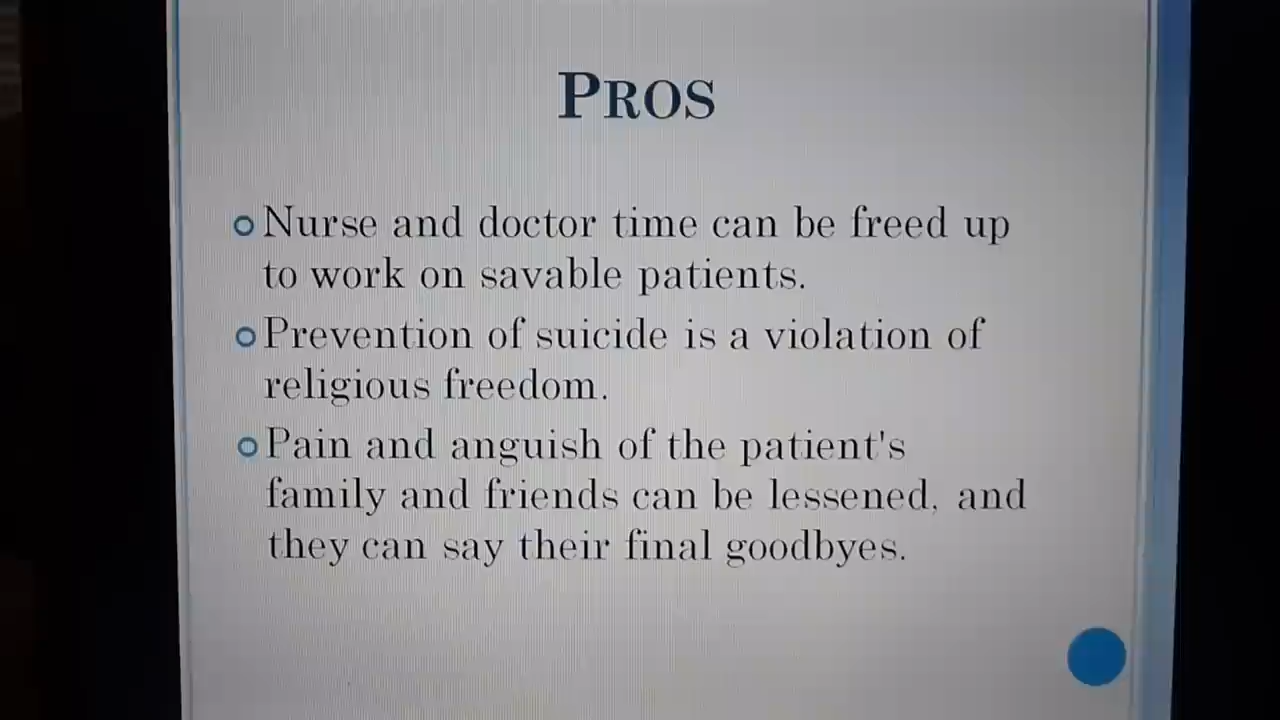 PROS
Nurse and doctor time can be freed up
to work on savable patients.
Prevention of suicide is a violation of
religious freedom.
Pain and anguish of the patient's
family and friends can be lessened, and
they can say their final goodbyes.